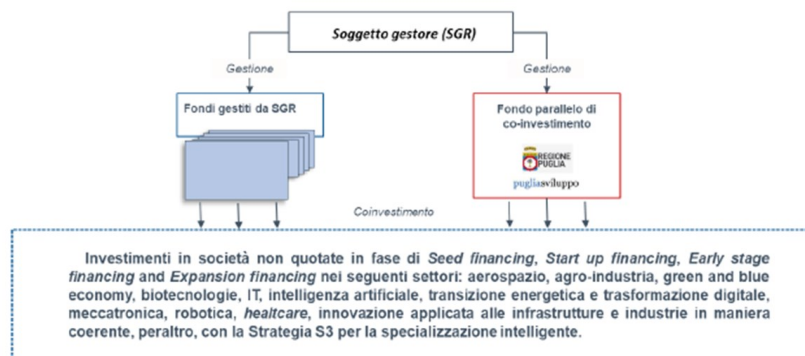 Soggetto gestore (SGR)
Gestione
Gestione
Fondi gestiti da SGR
Fondo parallelo di
co-investimento
REGIONE
PUGLIA
pugliasviluppo
Coinvestimento
Investimenti in società non quotate in fase di Seed financing, Start up financing, Early stage
financing and Expansion financing nei seguenti settori: aerospazio, agro-industria, green and blue
economy, biotecnologie, IT, intelligenza artificiale, transizione energetica e trasformazione digitale,
meccatronica, robotica, healtcare, innovazione applicata alle infrastrutture e industrie in maniera
coerente, peraltro, con la Strategia S3 per la specializzazione intelligente.